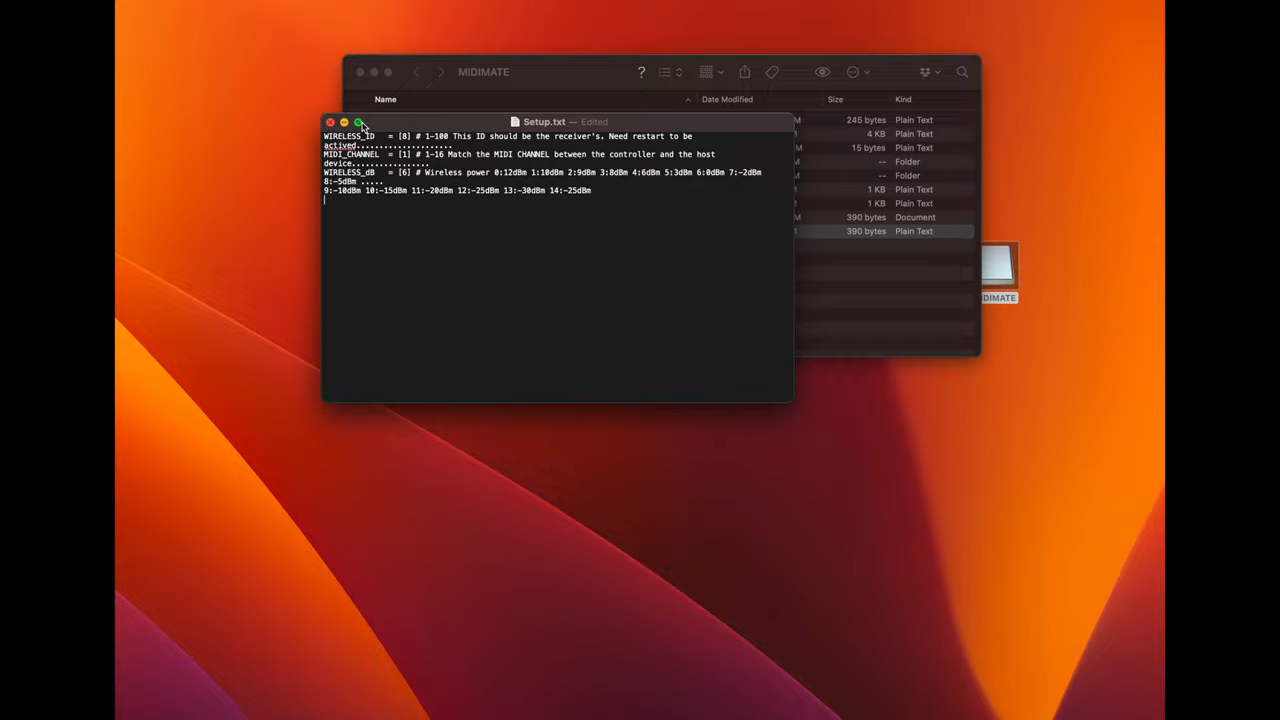 MIDIMATE
?
Name
Date Modified
Size
Kind
Setup.txt — Edited
WIRELESS_ID = [8] # 1-100 This ID should be the receiver's. Need restart to be
actived.....................
MIDI_CHANNEL = [1] # 1-16 Match the MIDI CHANNEL between the controller and the host
device.................
WIRELESS_dB = [6] # Wireless power 0:12dBm 1:10dBm 2:9dBm 3:8dBm 4:6dBm 5:3dBm 6:0dBm 7:-2dBm
8:-5dBm .....
9:-10dBm 10:-15dBm 11:-20dBm 12:-25dBm 13:-30dBm 14:-25dBm
M 245 bytes Plain Text
M 4 KB Plain Text
M 15 bytes Plain Text
M -- Folder
M -- Folder
M 1 KB Plain Text
M 1 KB Plain Text
M 390 bytes Document
390 bytes Plain Text
IDIMATE